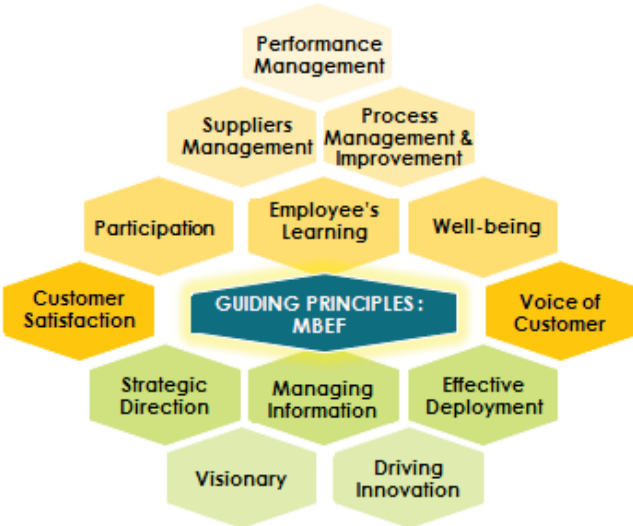 Performance
Management
Suppliers
Management
Process
Management &
Improvement
Participation
Employee's
Learning
Well-being
Customer
Satisfaction
GUIDING PRINCIPLES :
MBEF
Voice of
Customer
Strategic
Direction
Managing
Information
Effective
Deployment
Visionary
Driving
Innovation